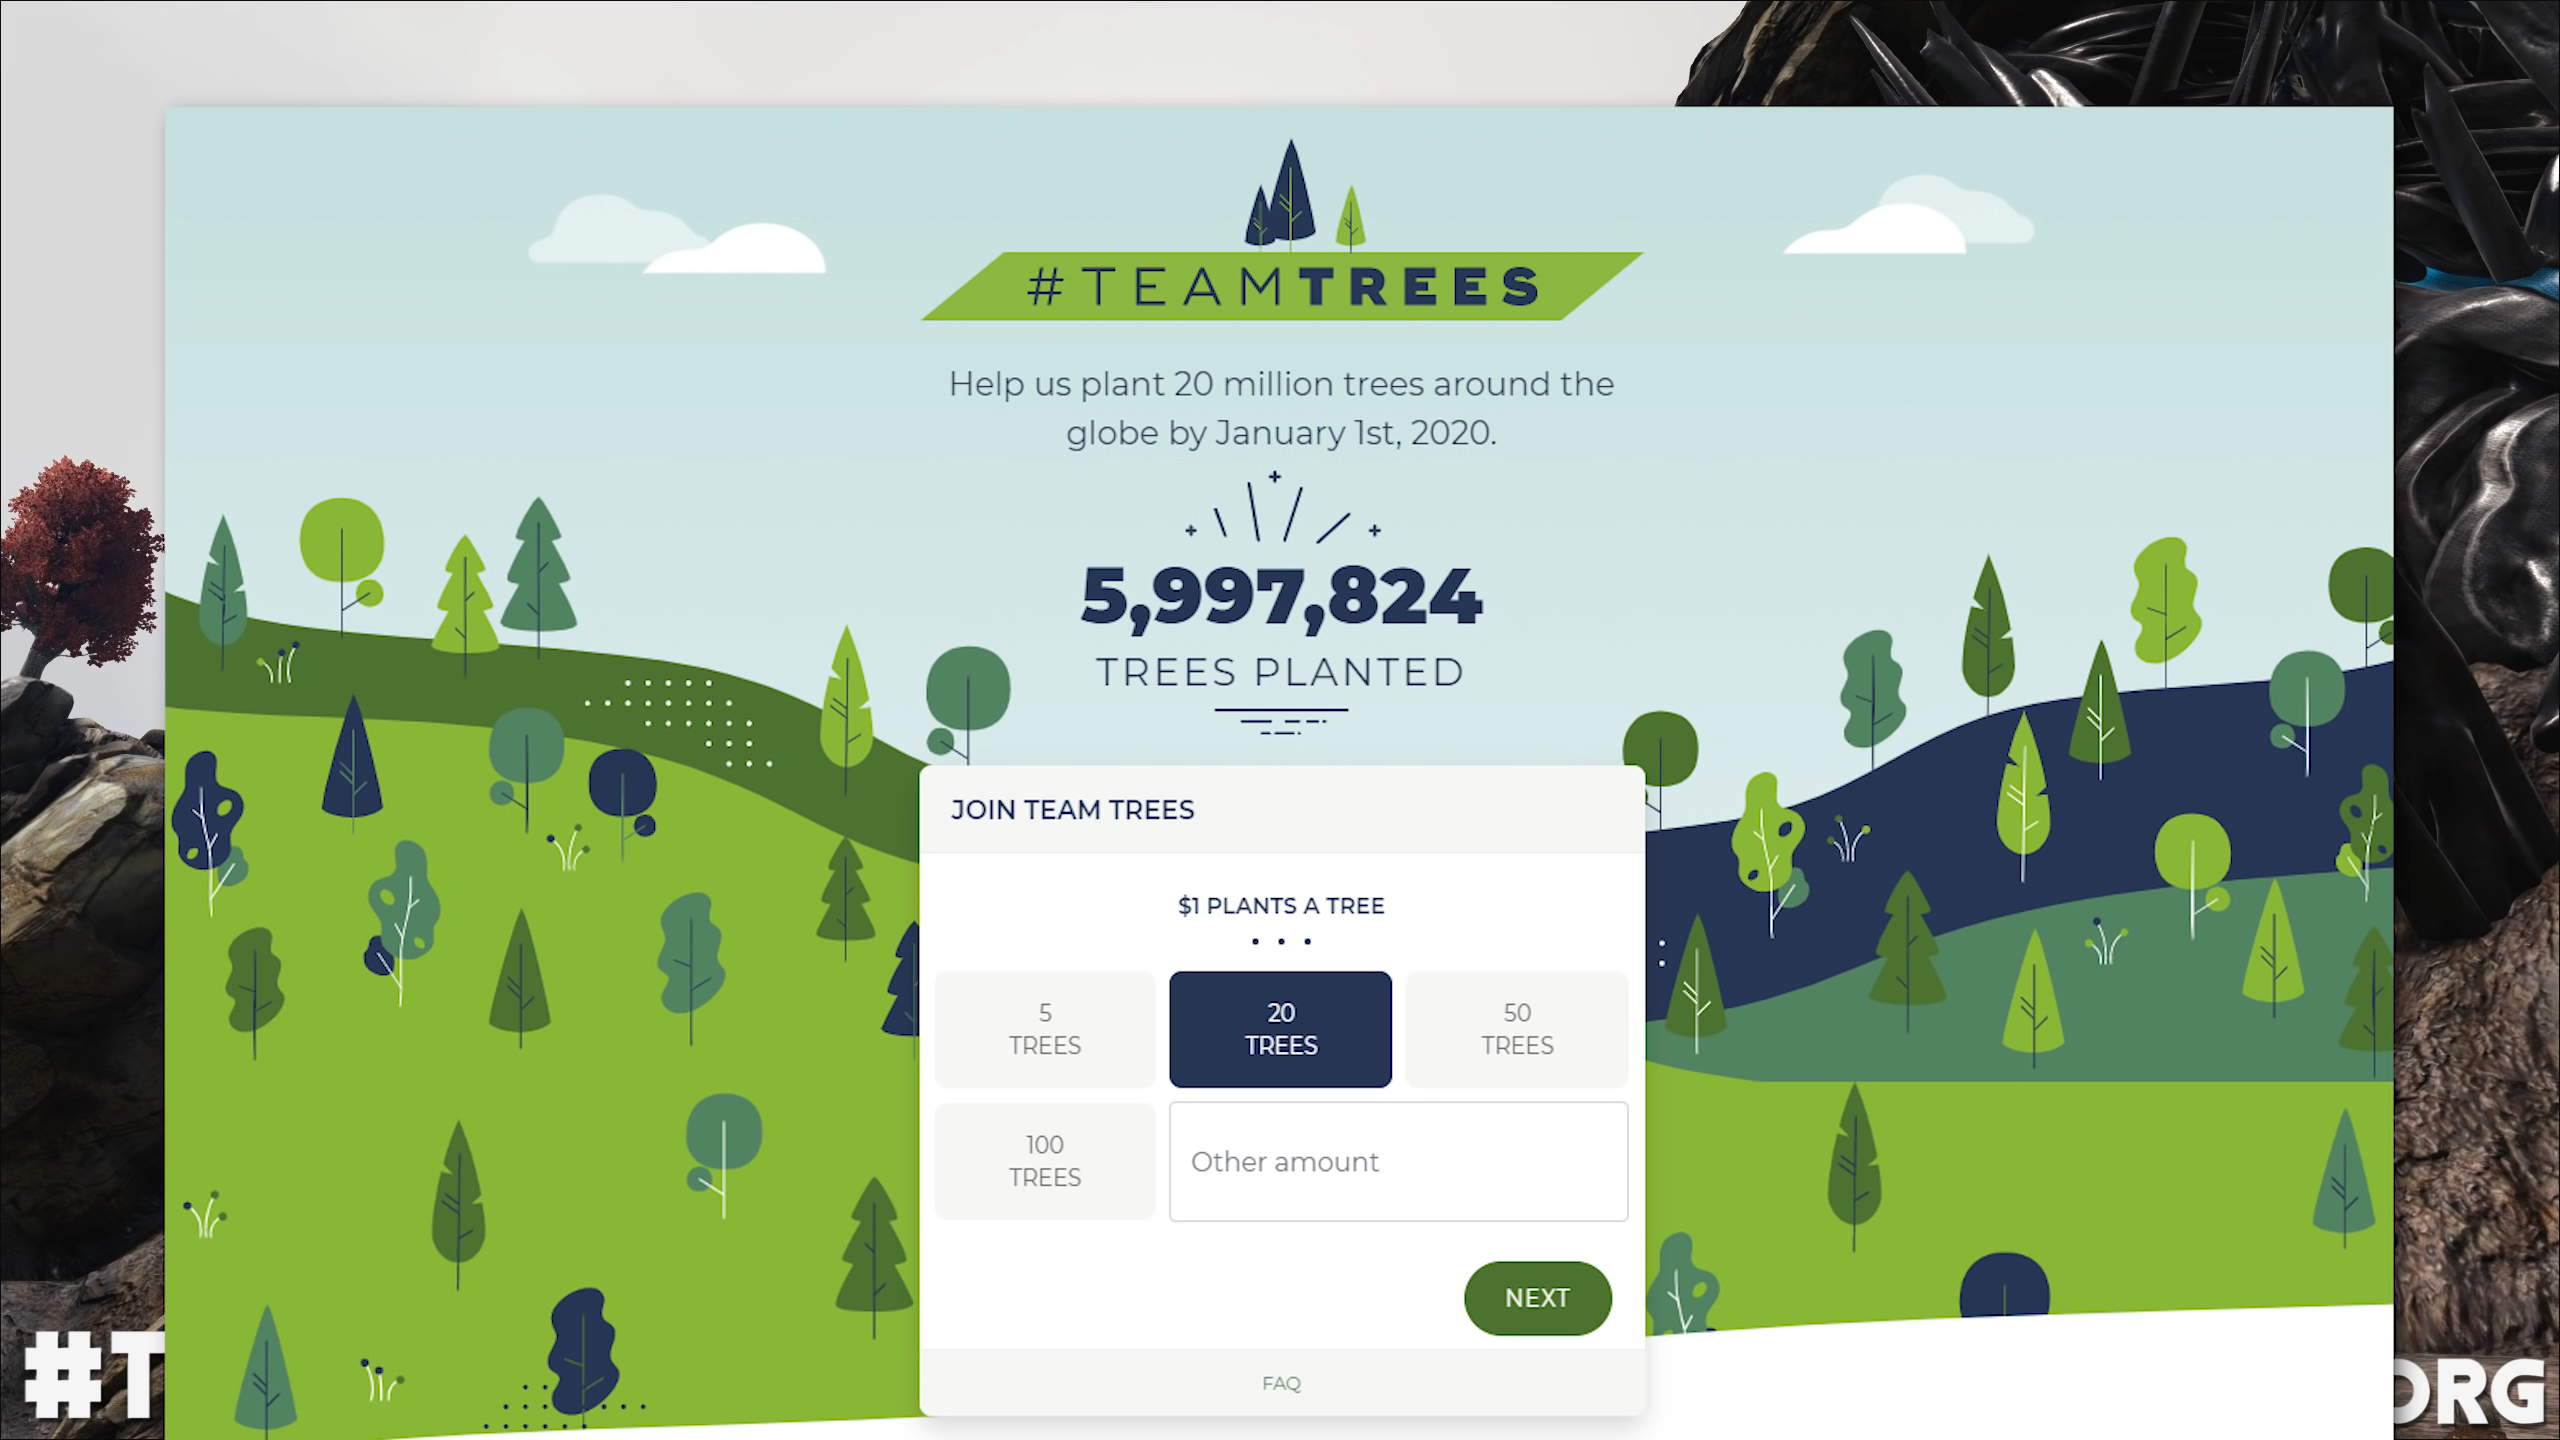 #TEAMTREES
Help us plant 20 million trees around the
globe by January 1st, 2020.
5,997,824
TREES PLANTED
JOIN TEAM TREES
$1 PLANTS A TREE
5
TREES
20
TREES
50
TREES
100
TREES
Other amount
NEXT
FAQ
#T
ORG